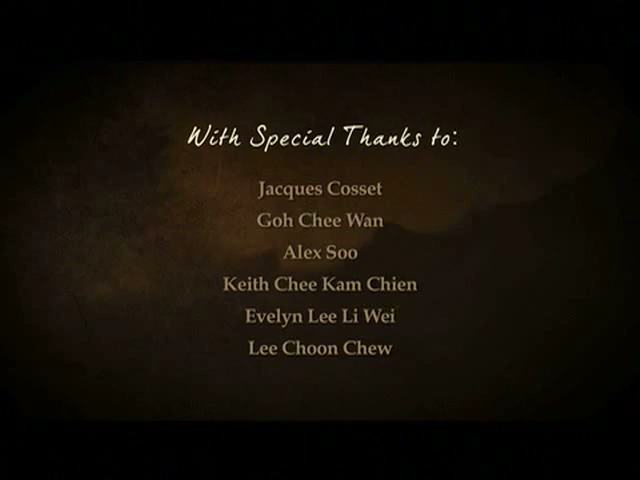 With Special Thanks to:
Jacques Cosset
Goh Chee Wan
Alex Soo
Keith Chee Kam Chien
Evelyn Lee Li Wei
Lee Choon Chew